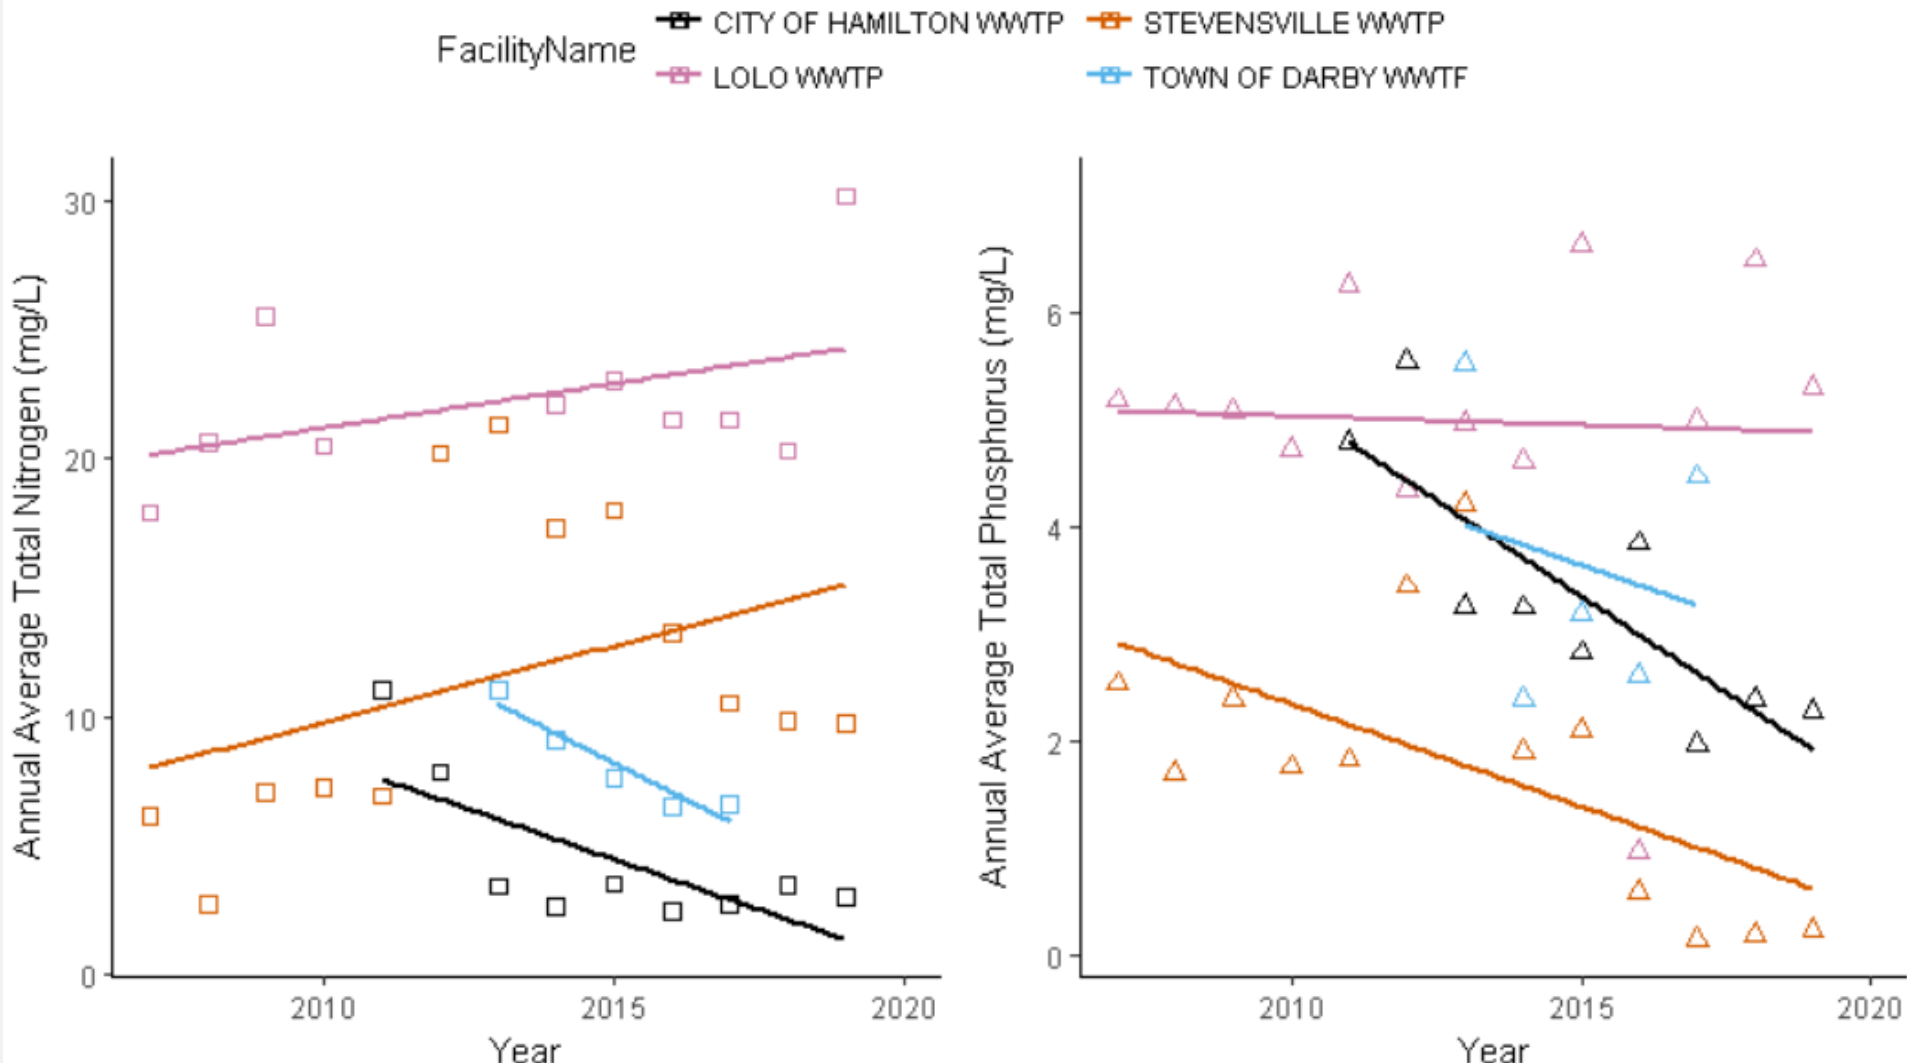 FacilityName
CITY OF HAMILTON WWTP
STEVENSVILLE WWTP
LOLO WWTP
TOWN OF DARBY WWTF
Annual Average Total Nitrogen (mg/L)
30
20
10
0
2010
2015
2020
Year
Annual Average Total Phosphorus (mg/L)
6
4
2
0
2010
2015
2020
Year